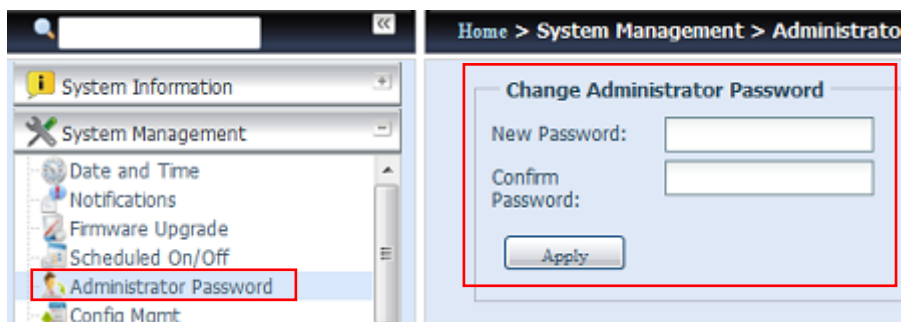 Home > System Management > Administrato
System Information
System Management
Date and Time
Notifications
Firmware Upgrade
Scheduled On/Off
Administrator Password
Config Mgmt
Change Administrator Password
New Password:
Confirm
Password:
Apply